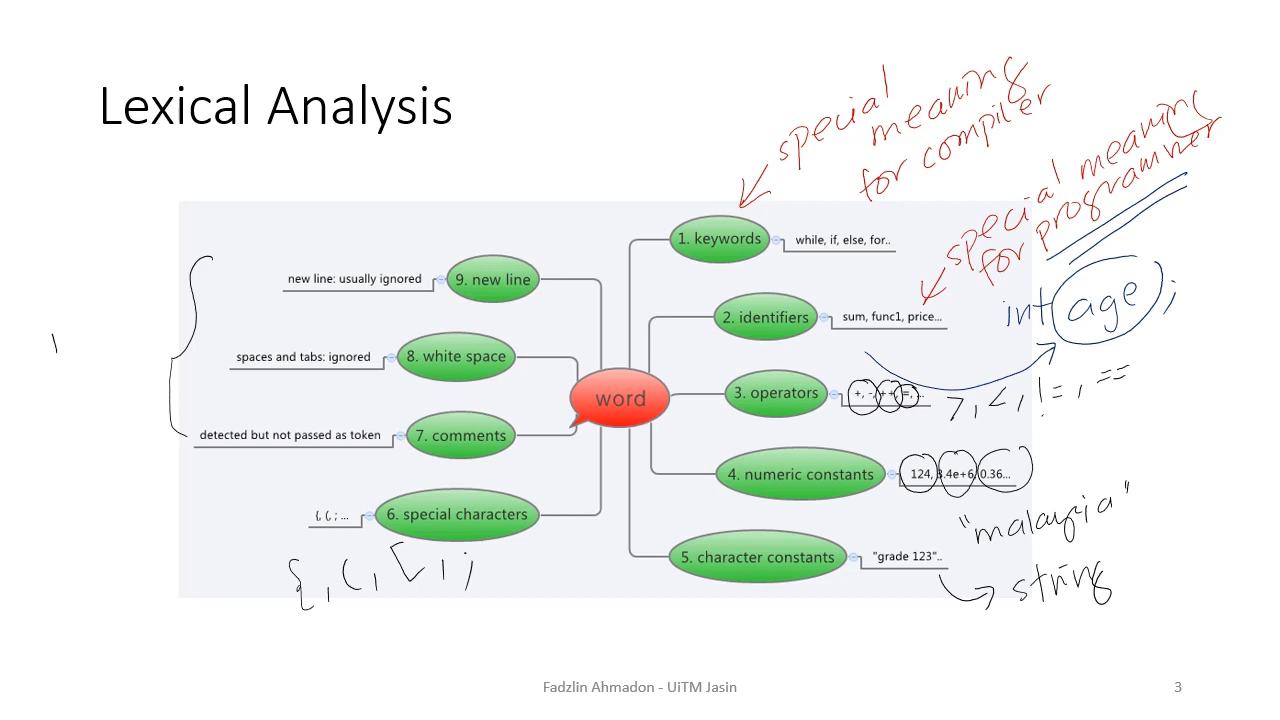 Lexical Analysis
special
meaning
for compiler
special meaning
for programmer
1. keywords
while, if, else, for..
9. new line
new line: usually ignored
2. identifiers
sum, func1, price...
int age;
8. white space
spaces and tabs: ignored
word
3. operators
+, -, ++, =, ...
>, <, !=, ==
7. comments
detected but not passed as token
4. numeric constants
124, 3.4e+6, 0.36...
6. special characters
{, (, [, ;
"malaysia"
5. character constants
"grade 123"..
string
Fadzlin Ahmadon - UiTM Jasin
3